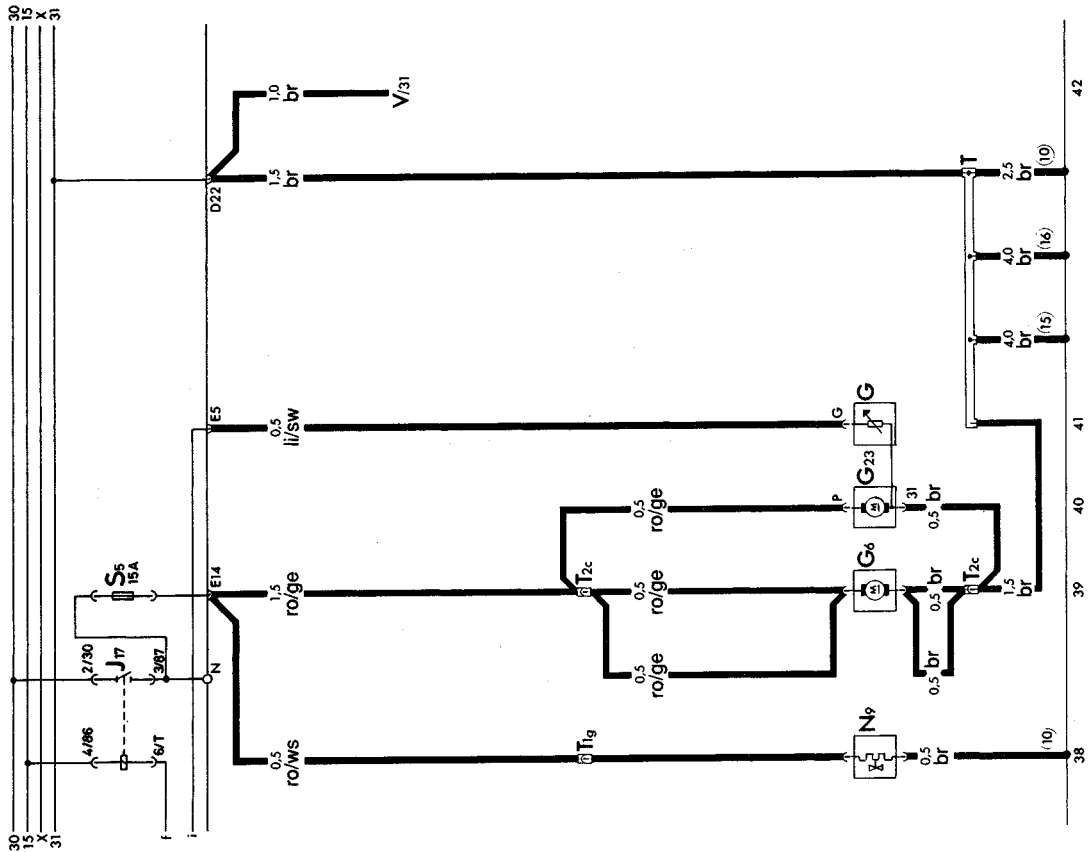 30
15
X
31
30
15
X
31
4/86
6/T
2/30
J17
3/87
S5
15A
f
i
N
E14
E5
D22
0,5
ro/ws
1,5
ro/ge
0,5
li/sw
1,5
br
1,0
br
V/31
T1g
T2c
0,5
ro/ge
0,5
ro/ge
0,5
ro/ge
N9
G6
G23
G
P
31
G
M
M
0,5
br
(10)
0,5
br
0,5
br
0,5
br
T2c
1,5
br
T
4,0
br
(15)
4,0
br
(16)
2,5
br
(10)
38
39
40
41
42